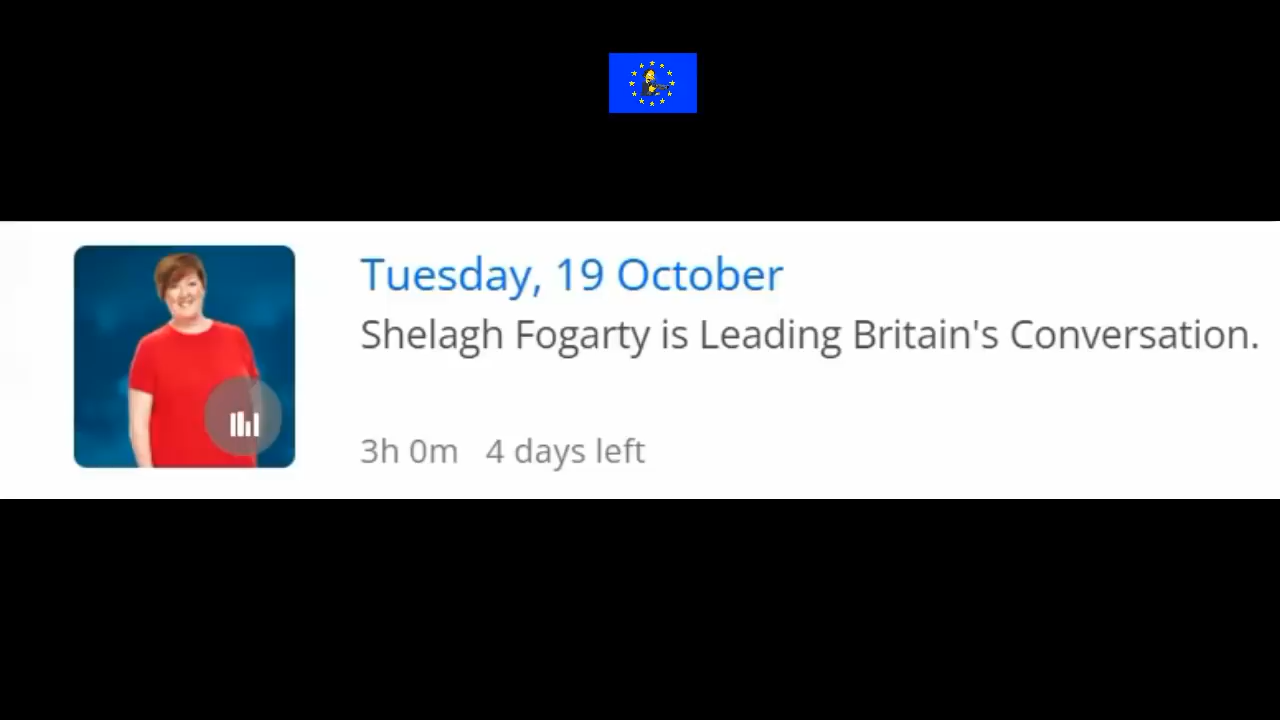 Tuesday, 19 October
Shelagh Fogarty is Leading Britain's Conversation.
3h 0m 4 days left